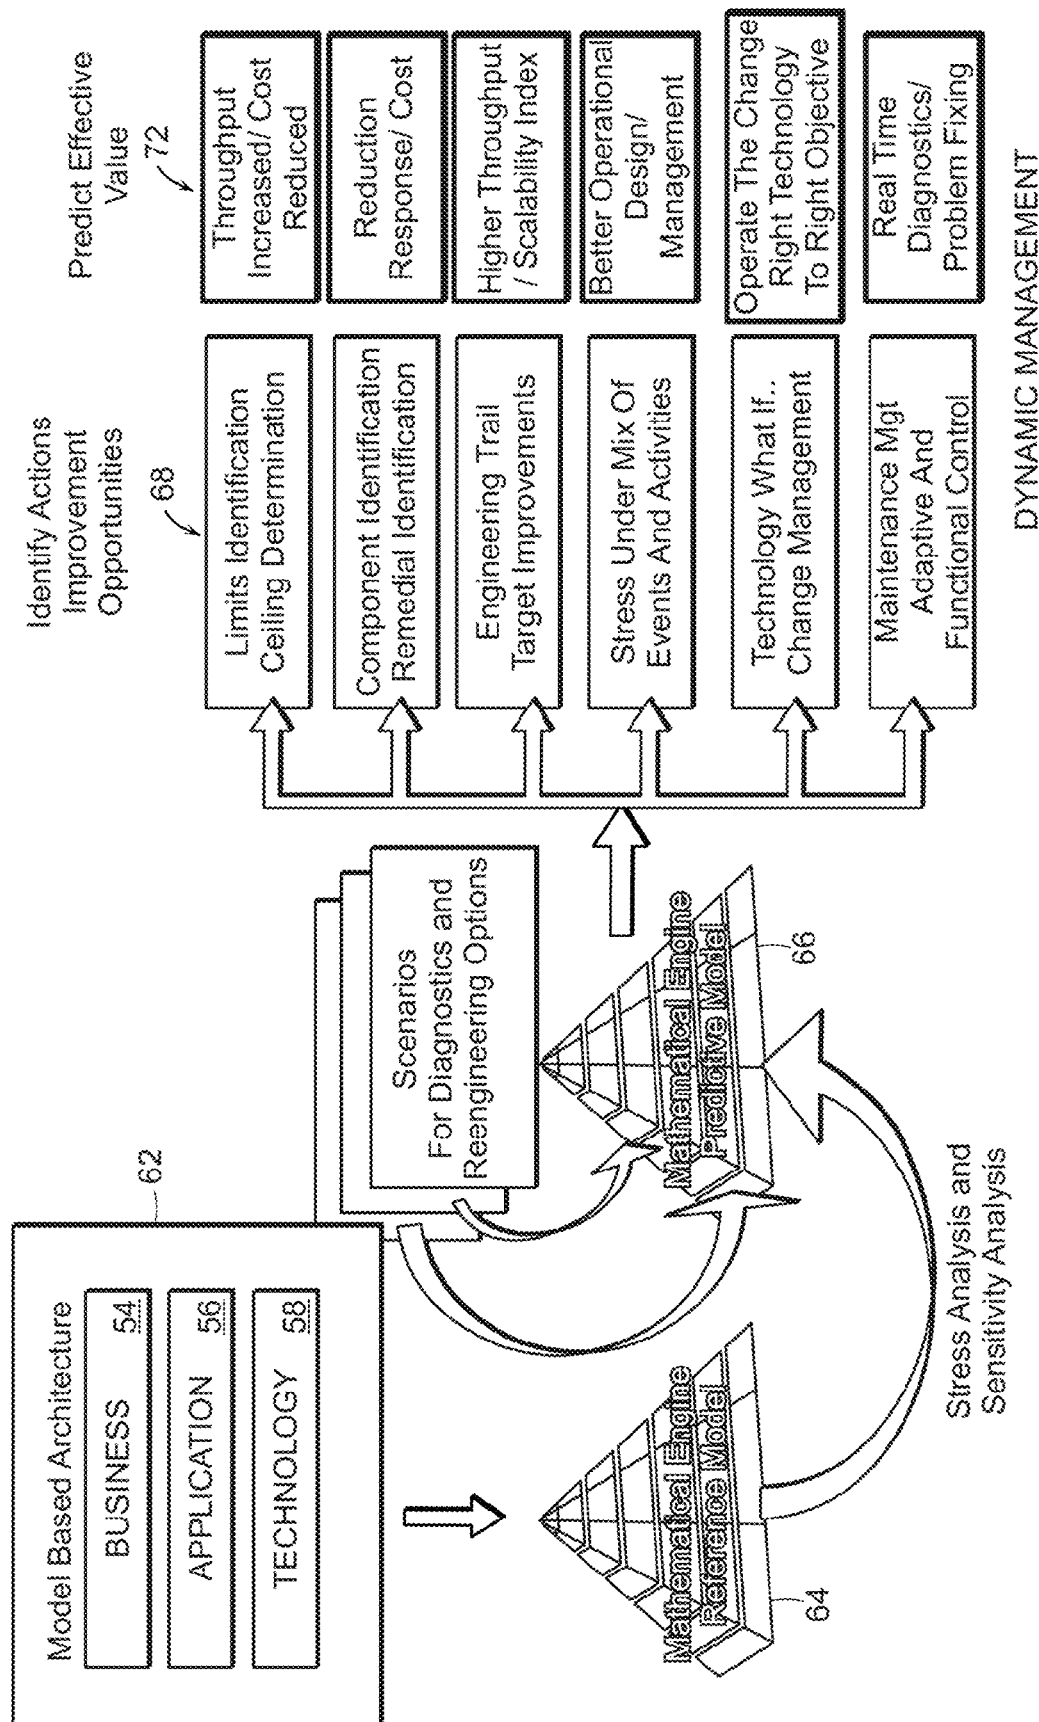 Model Based Architecture
62
BUSINESS 54
APPLICATION 56
TECHNOLOGY 58
Scenarios
For Diagnostics and
Reengineering Options
Mathematical Engine
Reference Model
64
Mathematical Engine
Predictive Model
66
Stress Analysis and
Sensitivity Analysis
Identify Actions
Improvement
Opportunities
68
Limits Identification
Ceiling Determination
Component Identification
Remedial Identification
Engineering Trail
Target Improvements
Stress Under Mix Of
Events And Activities
Technology What If..
Change Management
Maintenance Mgt
Adaptive And
Functional Control
Predict Effective
Value
72
Throughput
Increased/ Cost
Reduced
Reduction
Response/ Cost
Higher Throughput
/ Scalability Index
Better Operational
Design/
Management
Operate The Change
Right Technology
To Right Objective
Real Time
Diagnostics/
Problem Fixing
DYNAMIC MANAGEMENT